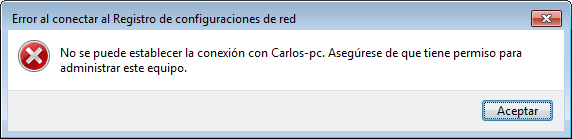 Error al conectar al Registro de configuraciones de red
No se puede establecer la conexión con Carlos-pc. Asegúrese de que tiene permiso para
administrar este equipo.
Aceptar